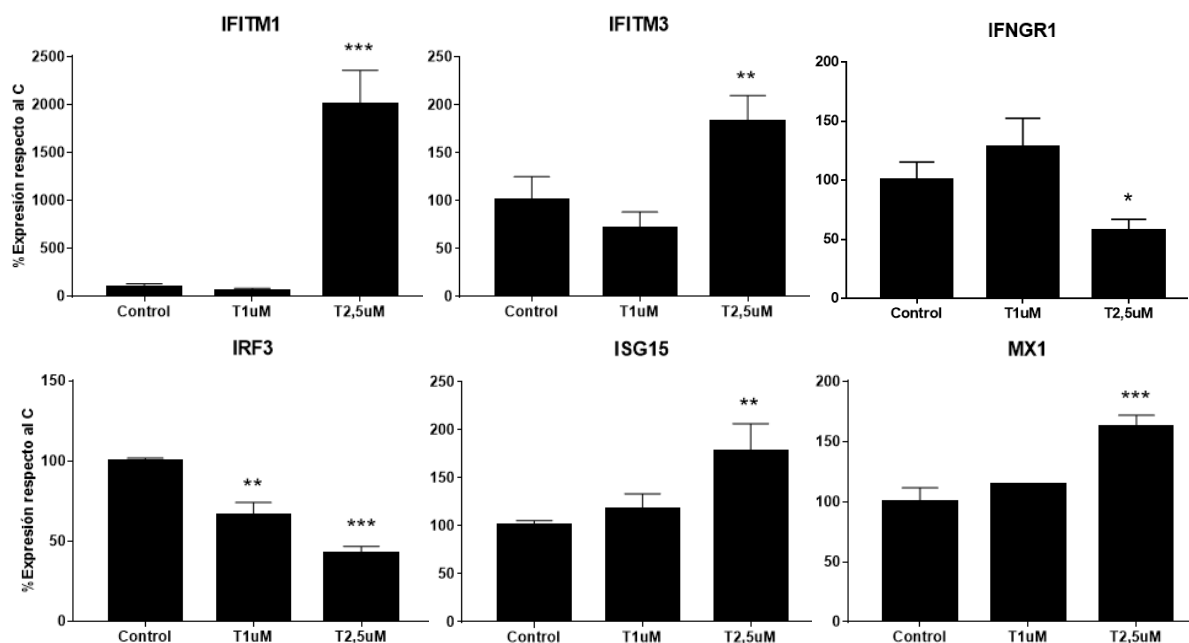 IFITM1
%Expresión respecto al C
2500
2000
1500
1000
500
0
***
Control
T1uM
T2,5uM
IFITM3
250
200
150
100
50
0
**
Control
T1uM
T2,5uM
IFNGR1
200
150
100
50
0
*
Control
T1uM
T2,5uM
IRF3
%Expresión respecto al C
150
100
50
0
**
***
Control
T1uM
T2,5uM
ISG15
250
200
150
100
50
0
**
Control
T1uM
T2,5uM
MX1
200
150
100
50
0
***
Control
T1uM
T2,5uM